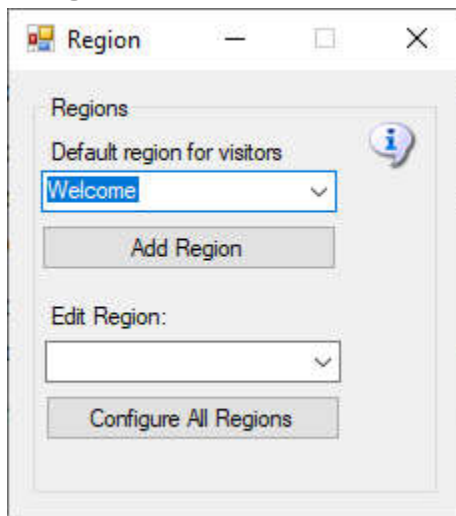 Region
Regions
Default region for visitors
Welcome
Add Region
Edit Region:
Configure All Regions